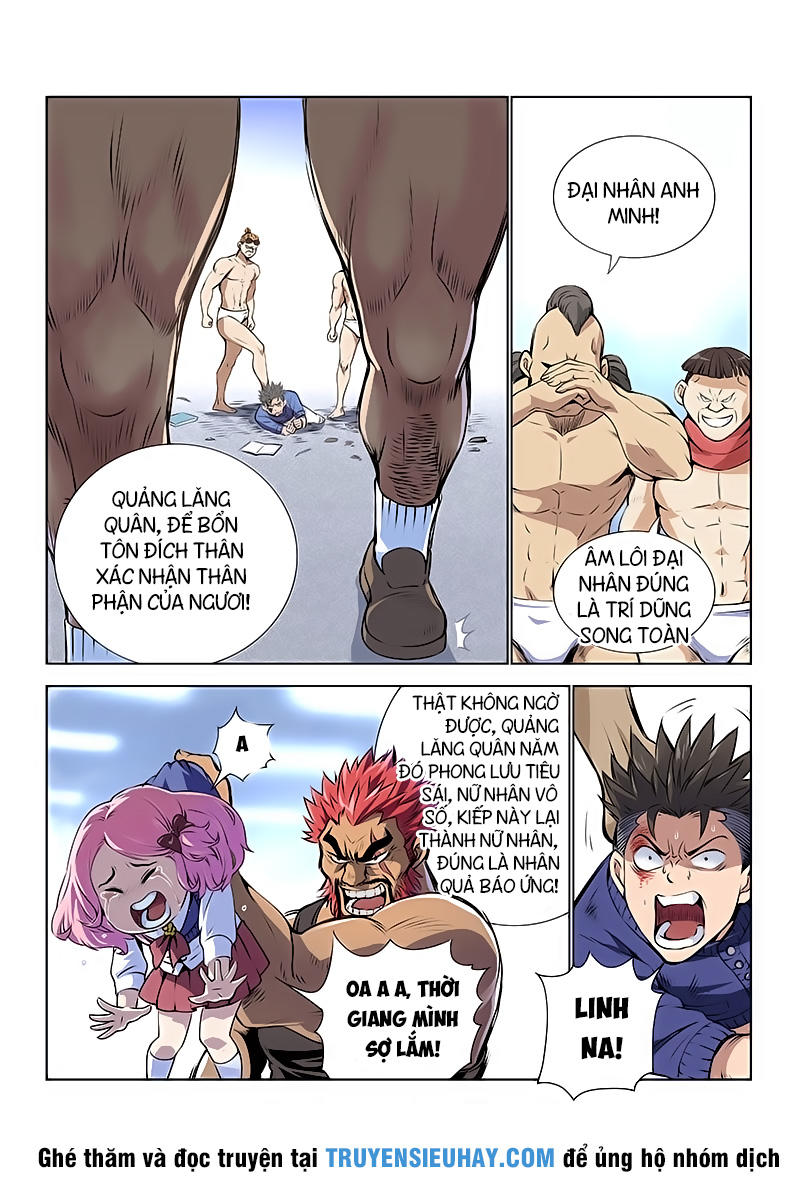 QUẢNG LĂNG
QUÂN, ĐỂ BỔN
TÔN ĐÍCH THÂN
XÁC NHẬN THÂN
PHẬN CỦA NGƯƠI!
ĐẠI NHÂN ANH
MINH!
ÂM LÔI ĐẠI
NHÂN ĐÚNG
LÀ TRÍ DŨNG
SONG TOÀN
A
THẬT KHÔNG NGỜ
ĐƯỢC, QUẢNG
LĂNG QUÂN NĂM
ĐÓ PHONG LƯU TIÊU
SÁI, NỮ NHÂN VÔ
SỐ, KIẾP NÀY LẠI
THÀNH NỮ NHÂN,
ĐÚNG LÀ NHÂN
QUẢ BÁO ỨNG!
OA A A, THỜI
GIANG MÌNH
SỢ LẮM!
LINH
NA!
Ghé thăm và đọc truyện tại TRUYENSIEUHAY.COM để ủng hộ nhóm dịch